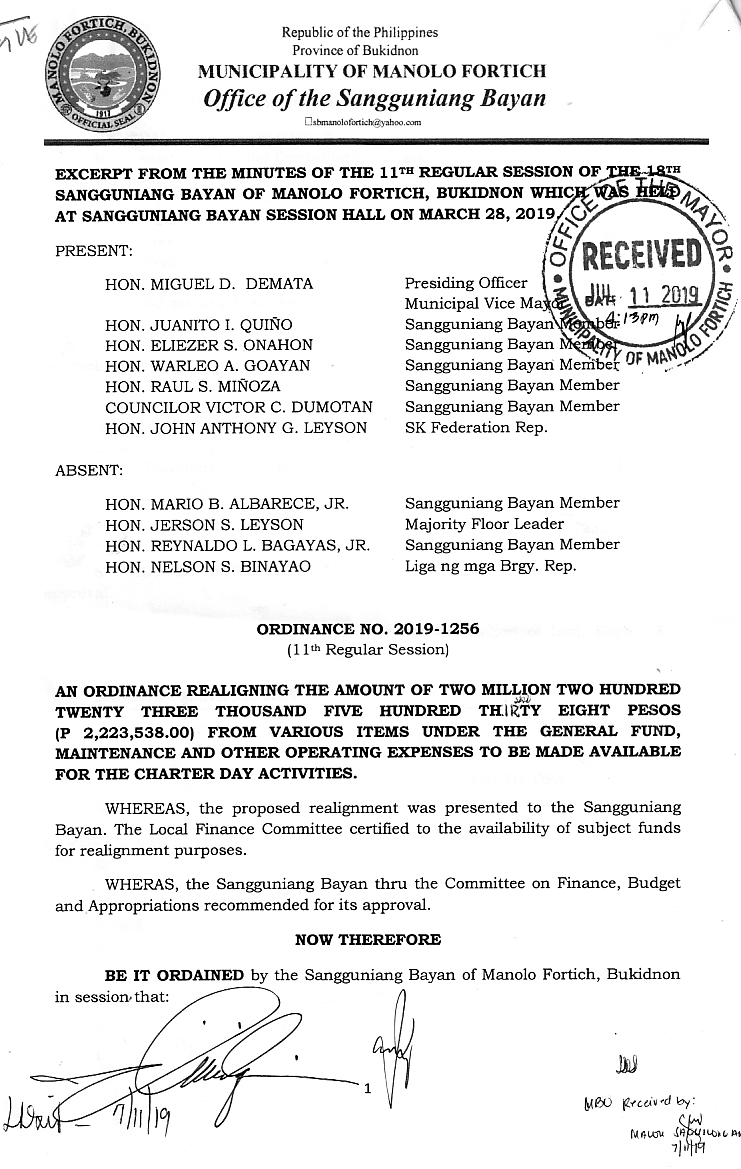 Republic of the Philippines
Province of Bukidnon
MUNICIPALITY OF MANOLO FORTICH
Office of the Sangguniang Bayan
sbmanolofortich@yahoo.com
MANOLO FORTICH, BUKIDNON
1917
OFFICIAL SEAL
EXCERPT FROM THE MINUTES OF THE 11TH REGULAR SESSION OF THE 18TH
SANGGUNIANG BAYAN OF MANOLO FORTICH, BUKIDNON WHICH WAS HELD
AT SANGGUNIANG BAYAN SESSION HALL ON MARCH 28, 2019.
OFFICE OF THE MAYOR
RECEIVED
DATE: JUL 11 2019
4:13pm
MUNICIPALITY OF MANOLO FORTICH
PRESENT:
HON. MIGUEL D. DEMATA Presiding Officer
Municipal Vice Mayor
HON. JUANITO I. QUIÑO Sangguniang Bayan Member
HON. ELIEZER S. ONAHON Sangguniang Bayan Member
HON. WARLEO A. GOAYAN Sangguniang Bayan Member
HON. RAUL S. MIÑOZA Sangguniang Bayan Member
COUNCILOR VICTOR C. DUMOTAN Sangguniang Bayan Member
HON. JOHN ANTHONY G. LEYSON SK Federation Rep.
ABSENT:
HON. MARIO B. ALBARECE, JR. Sangguniang Bayan Member
HON. JERSON S. LEYSON Majority Floor Leader
HON. REYNALDO L. BAGAYAS, JR. Sangguniang Bayan Member
HON. NELSON S. BINAYAO Liga ng mga Brgy. Rep.
ORDINANCE NO. 2019-1256
(11th Regular Session)
AN ORDINANCE REALIGNING THE AMOUNT OF TWO MILLION TWO HUNDRED
TWENTY THREE THOUSAND FIVE HUNDRED THIRTY EIGHT PESOS
(P 2,223,538.00) FROM VARIOUS ITEMS UNDER THE GENERAL FUND,
MAINTENANCE AND OTHER OPERATING EXPENSES TO BE MADE AVAILABLE
FOR THE CHARTER DAY ACTIVITIES.
WHEREAS, the proposed realignment was presented to the Sangguniang
Bayan. The Local Finance Committee certified to the availability of subject funds
for realignment purposes.
WHERAS, the Sangguniang Bayan thru the Committee on Finance, Budget
and Appropriations recommended for its approval.
NOW THEREFORE
BE IT ORDAINED by the Sangguniang Bayan of Manolo Fortich, Bukidnon
in session that:
1
7/11/19
MBO Received by:
7/11/19